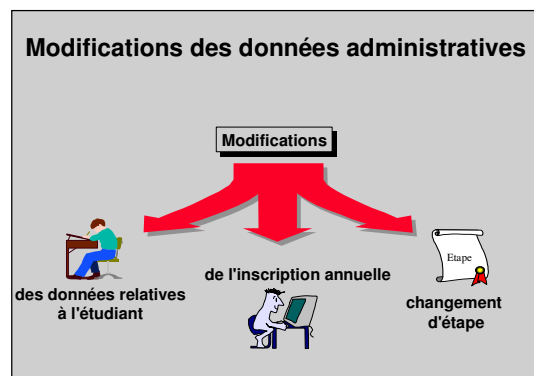 Modifications des données administratives
Modifications
des données relatives
à l'étudiant
de l'inscription annuelle
Etape
changement
d'étape